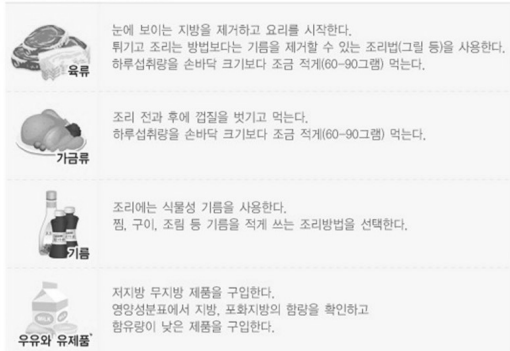 눈에 보이는 지방을 제거하고 요리를 시작한다.
튀기고 조리는 방법보다는 기름을 제거할 수 있는 조리법(그릴 등)을 사용한다.
하루섭취량을 손바닥 크기보다 조금 적게(60-90그램) 먹는다.
육류
조리 전과 후에 껍질을 벗기고 먹는다.
하루섭취량을 손바닥 크기보다 조금 적게(60-90그램) 먹는다.
가금류
조리에는 식물성 기름을 사용한다.
찜, 구이, 조림 등 기름을 적게 쓰는 조리방법을 선택한다.
기름
저지방 무지방 제품을 구입한다.
영양성분표에서 지방, 포화지방의 함량을 확인하고
함유량이 낮은 제품을 구입한다.
MILK
우유와 유제품